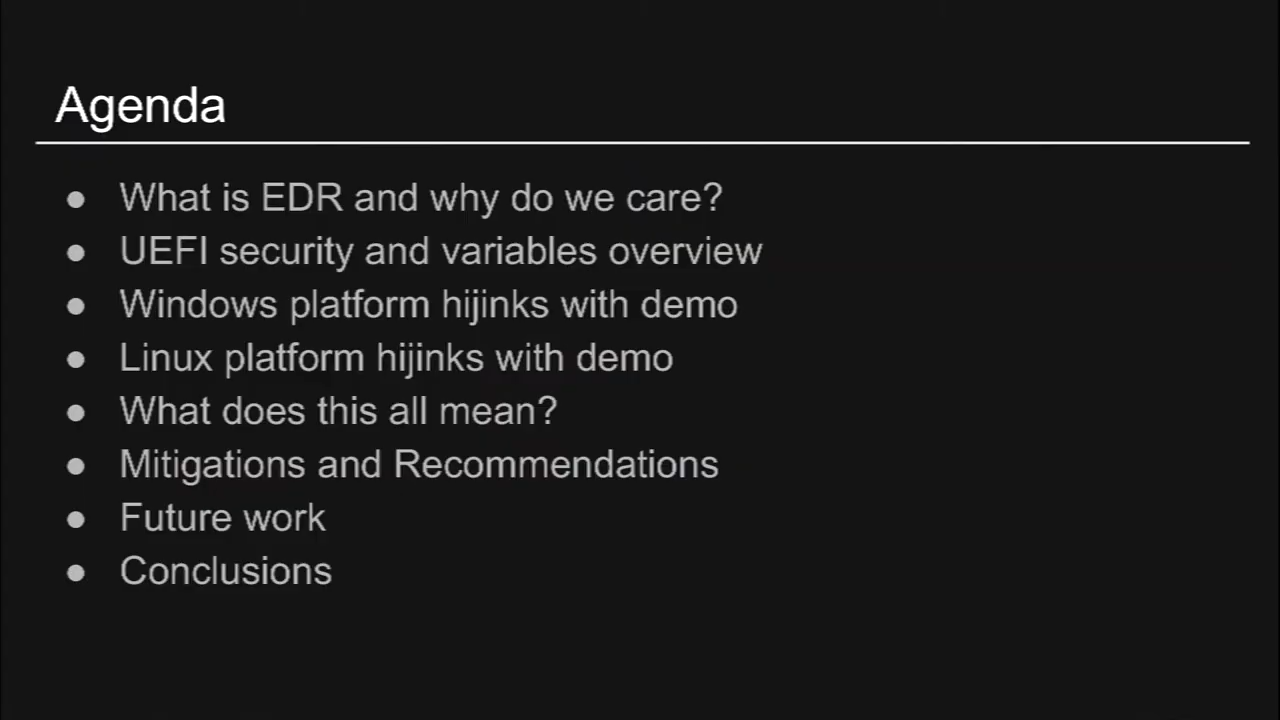 Agenda
● What is EDR and why do we care?
● UEFI security and variables overview
● Windows platform hijinks with demo
● Linux platform hijinks with demo
● What does this all mean?
● Mitigations and Recommendations
● Future work
● Conclusions